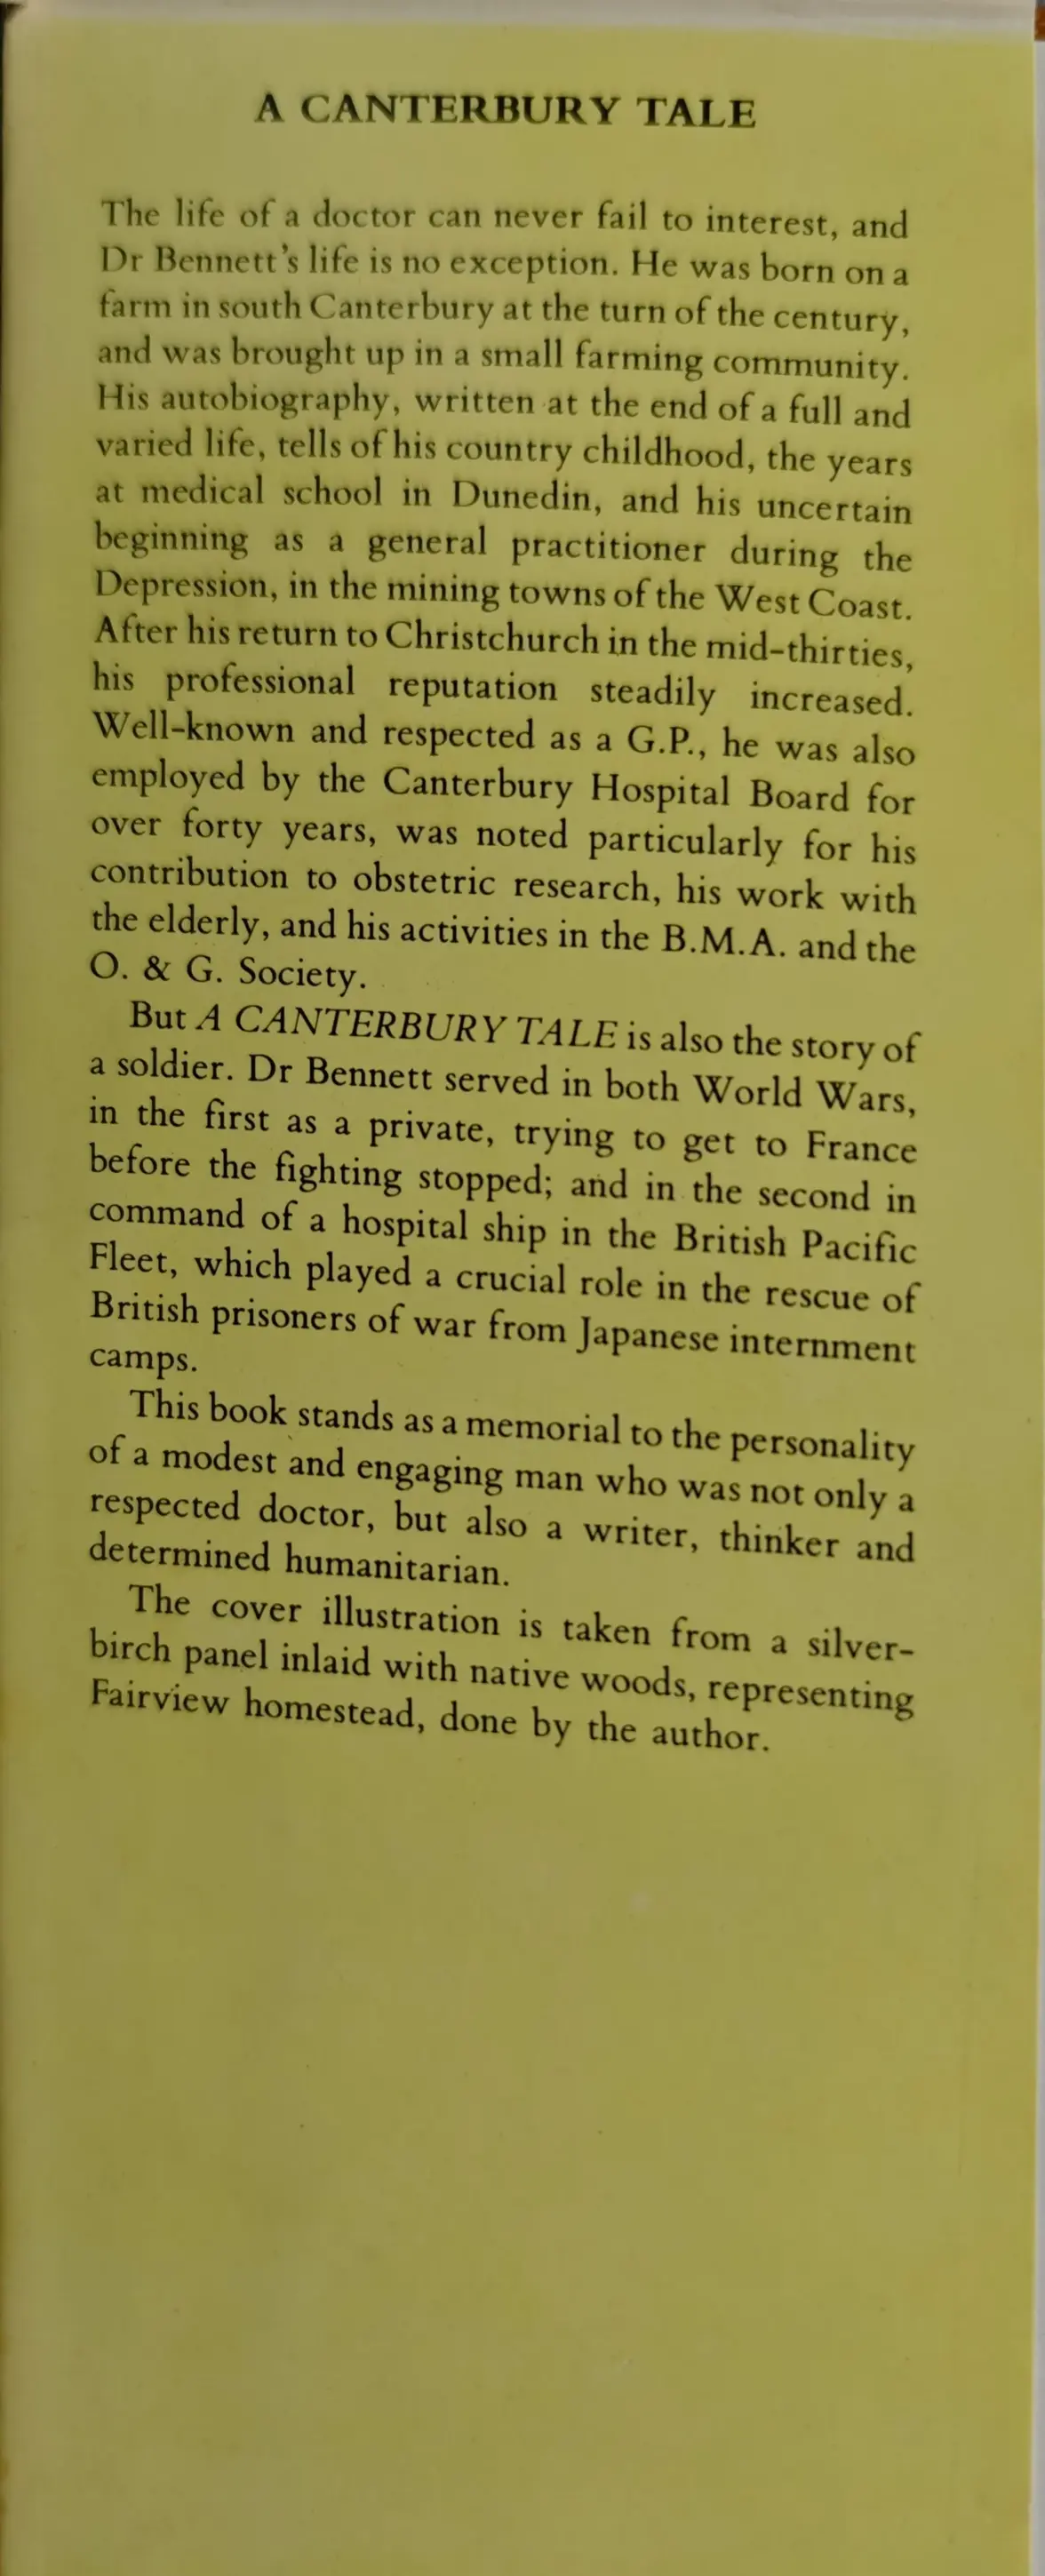 A CANTERBURY TALE
The life of a doctor can never fail to interest, and
Dr Bennett's life is no exception. He was born on a
farm in south Canterbury at the turn of the century,
and was brought up in a small farming community.
His autobiography, written at the end of a full and
varied life, tells of his country childhood, the years
at medical school in Dunedin, and his uncertain
beginning as a general practitioner during the
Depression, in the mining towns of the West Coast.
After his return to Christchurch in the mid-thirties,
his professional reputation steadily increased.
Well-known and respected as a G.P., he was also
employed by the Canterbury Hospital Board for
over forty years, was noted particularly for his
contribution to obstetric research, his work with
the elderly, and his activities in the B.M.A. and the
O. & G. Society.
But A CANTERBURY TALE is also the story of
a soldier. Dr Bennett served in both World Wars,
in the first as a private, trying to get to France
before the fighting stopped; and in the second in
command of a hospital ship in the British Pacific
Fleet, which played a crucial role in the rescue of
British prisoners of war from Japanese internment
camps.
This book stands as a memorial to the personality
of a modest and engaging man who was not only a
respected doctor, but also a writer, thinker and
determined humanitarian.
The cover illustration is taken from a silver-
birch panel inlaid with native woods, representing
Fairview homestead, done by the author.